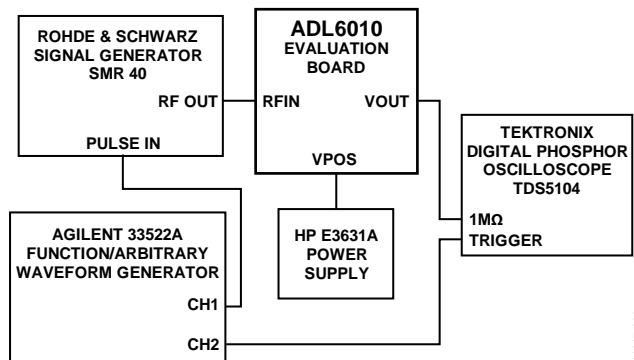 ROHDE & SCHWARZ
SIGNAL GENERATOR
SMR 40
RF OUT
PULSE IN
ADL6010
EVALUATION
BOARD
RFIN
VOUT
VPOS
TEKTRONIX
DIGITAL PHOSPHOR
OSCILLOSCOPE
TDS5104
1MΩ
TRIGGER
AGILENT 33522A
FUNCTION/ARBITRARY
WAVEFORM GENERATOR
CH1
CH2
HP E3631A
POWER
SUPPLY